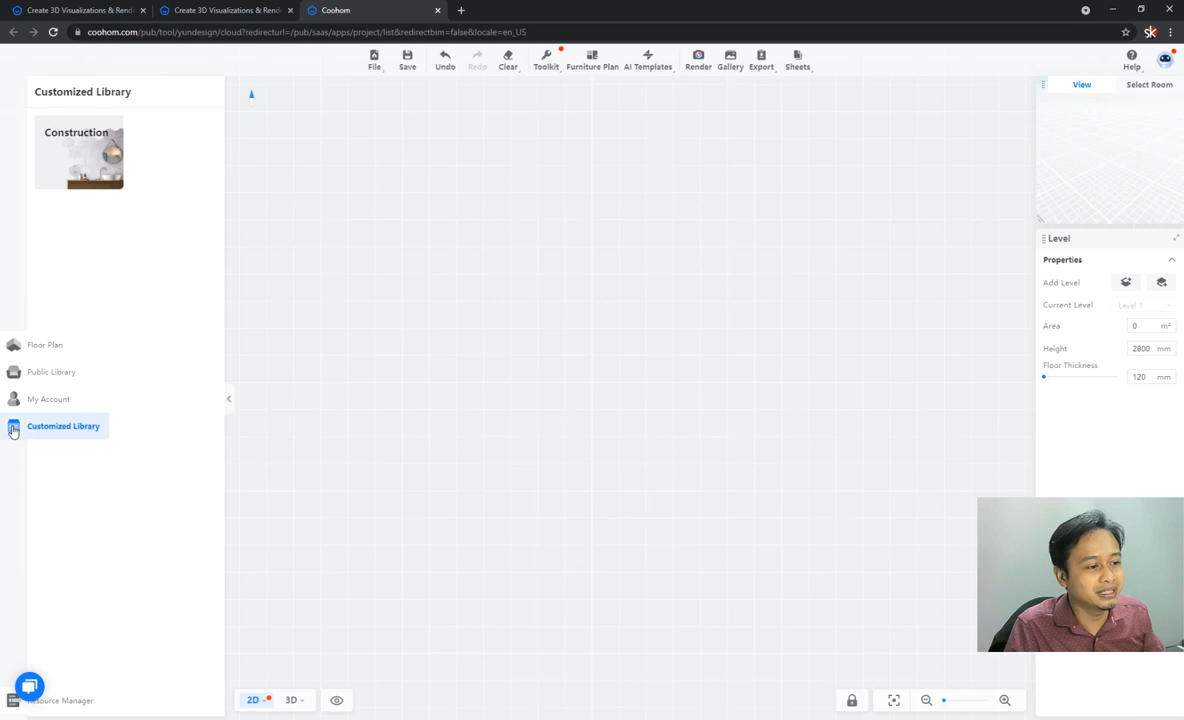 Create 3D Visualizations & Rend
Create 3D Visualizations & Rend
Coohom
coohom.com/pub/tool/yundesign/cloud?redirecturl=/pub/saas/apps/project/list&redirectbim=false&locale=en_US
File
Save
Undo
Redo
Clear
Toolkit
Furniture Plan
AI Templates
Render
Gallery
Export
Sheets
Help
Customized Library
View
Select Room
Construction
Level
Properties
Add Level
Current Level
Level 1
Area
0 m²
Height
2800 mm
Floor Thickness
120 mm
Floor Plan
Public Library
My Account
Customized Library
Resource Manager
2D
3D